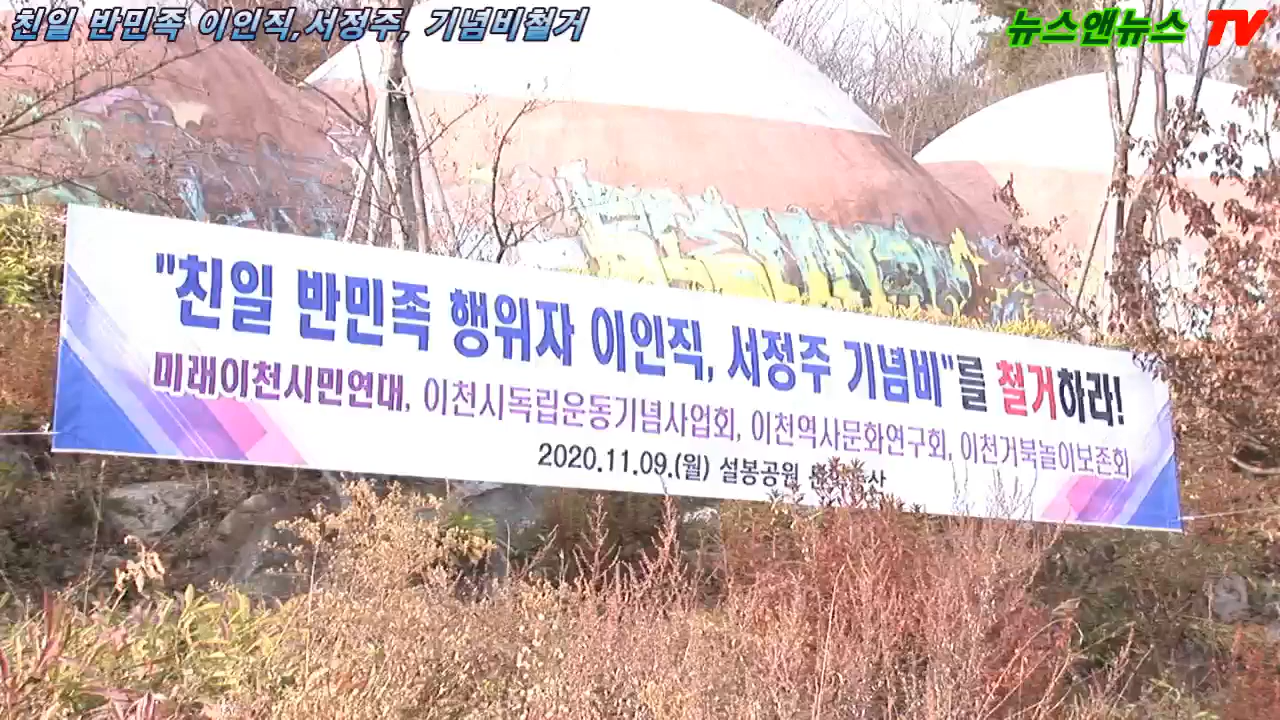 친일 반민족 이인직,서정주, 기념비철거
뉴스앤뉴스 TV
"친일 반민족 행위자 이인직, 서정주 기념비"를 철거하라!
미래이천시민연대, 이천시독립운동기념사업회, 이천역사문화연구회, 이천거북놀이보존회
2020.11.09.(월) 설봉공원